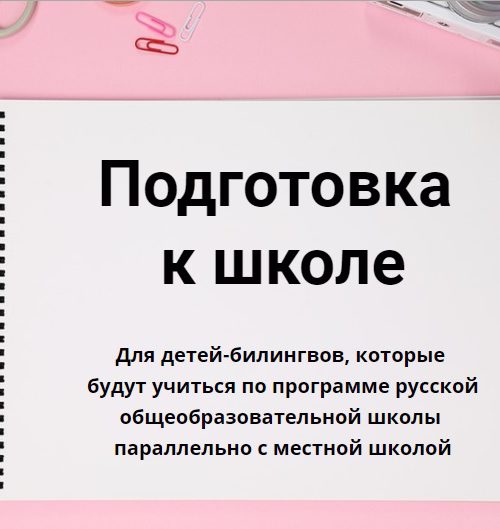 Подготовка
к школе
Для детей-билингвов, которые
будут учиться по программе русской
общеобразовательной школы
параллельно с местной школой